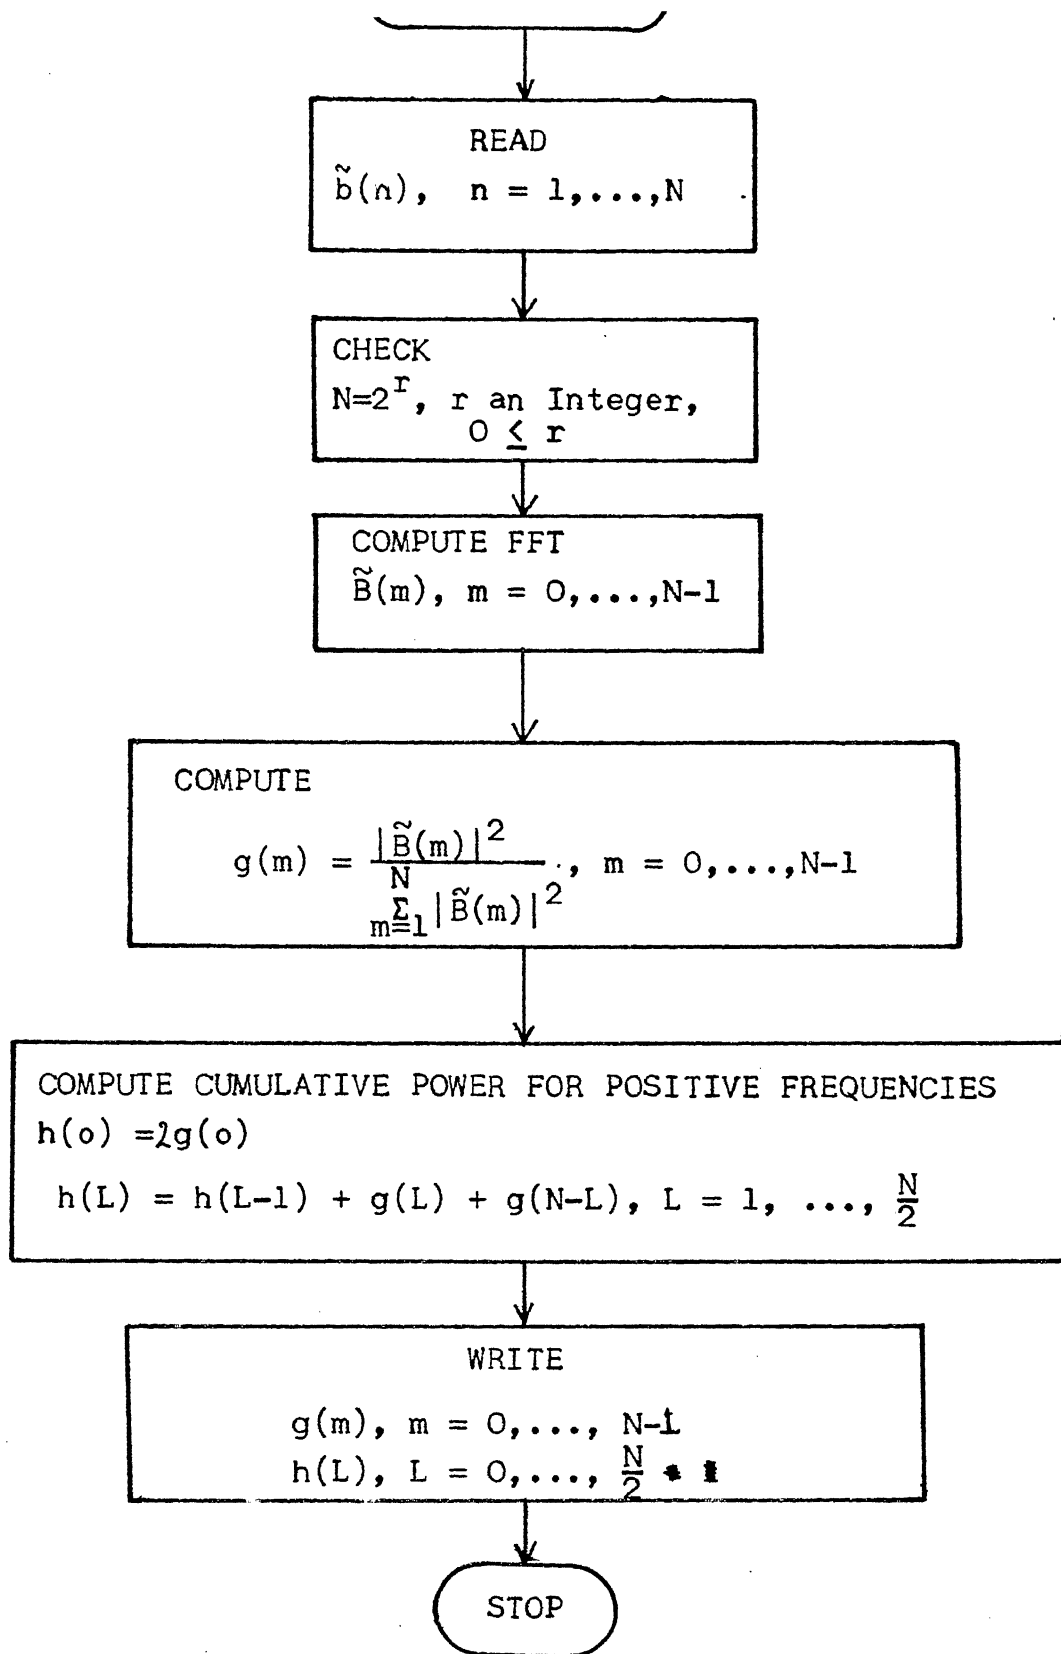 READ
b̃(n), n = 1,...,N
CHECK
N=2^r, r an Integer,
0 ≤ r
COMPUTE FFT
B̃(m), m = 0,...,N-1
COMPUTE
g(m) = |B̃(m)|² / Σ_{m=1}^{N} |B̃(m)|², m = 0,...,N-1
COMPUTE CUMULATIVE POWER FOR POSITIVE FREQUENCIES
h(o) =2g(o)
h(L) = h(L-1) + g(L) + g(N-L), L = 1, ..., N/2
WRITE
g(m), m = 0,..., N-1
h(L), L = 0,..., N/2
STOP